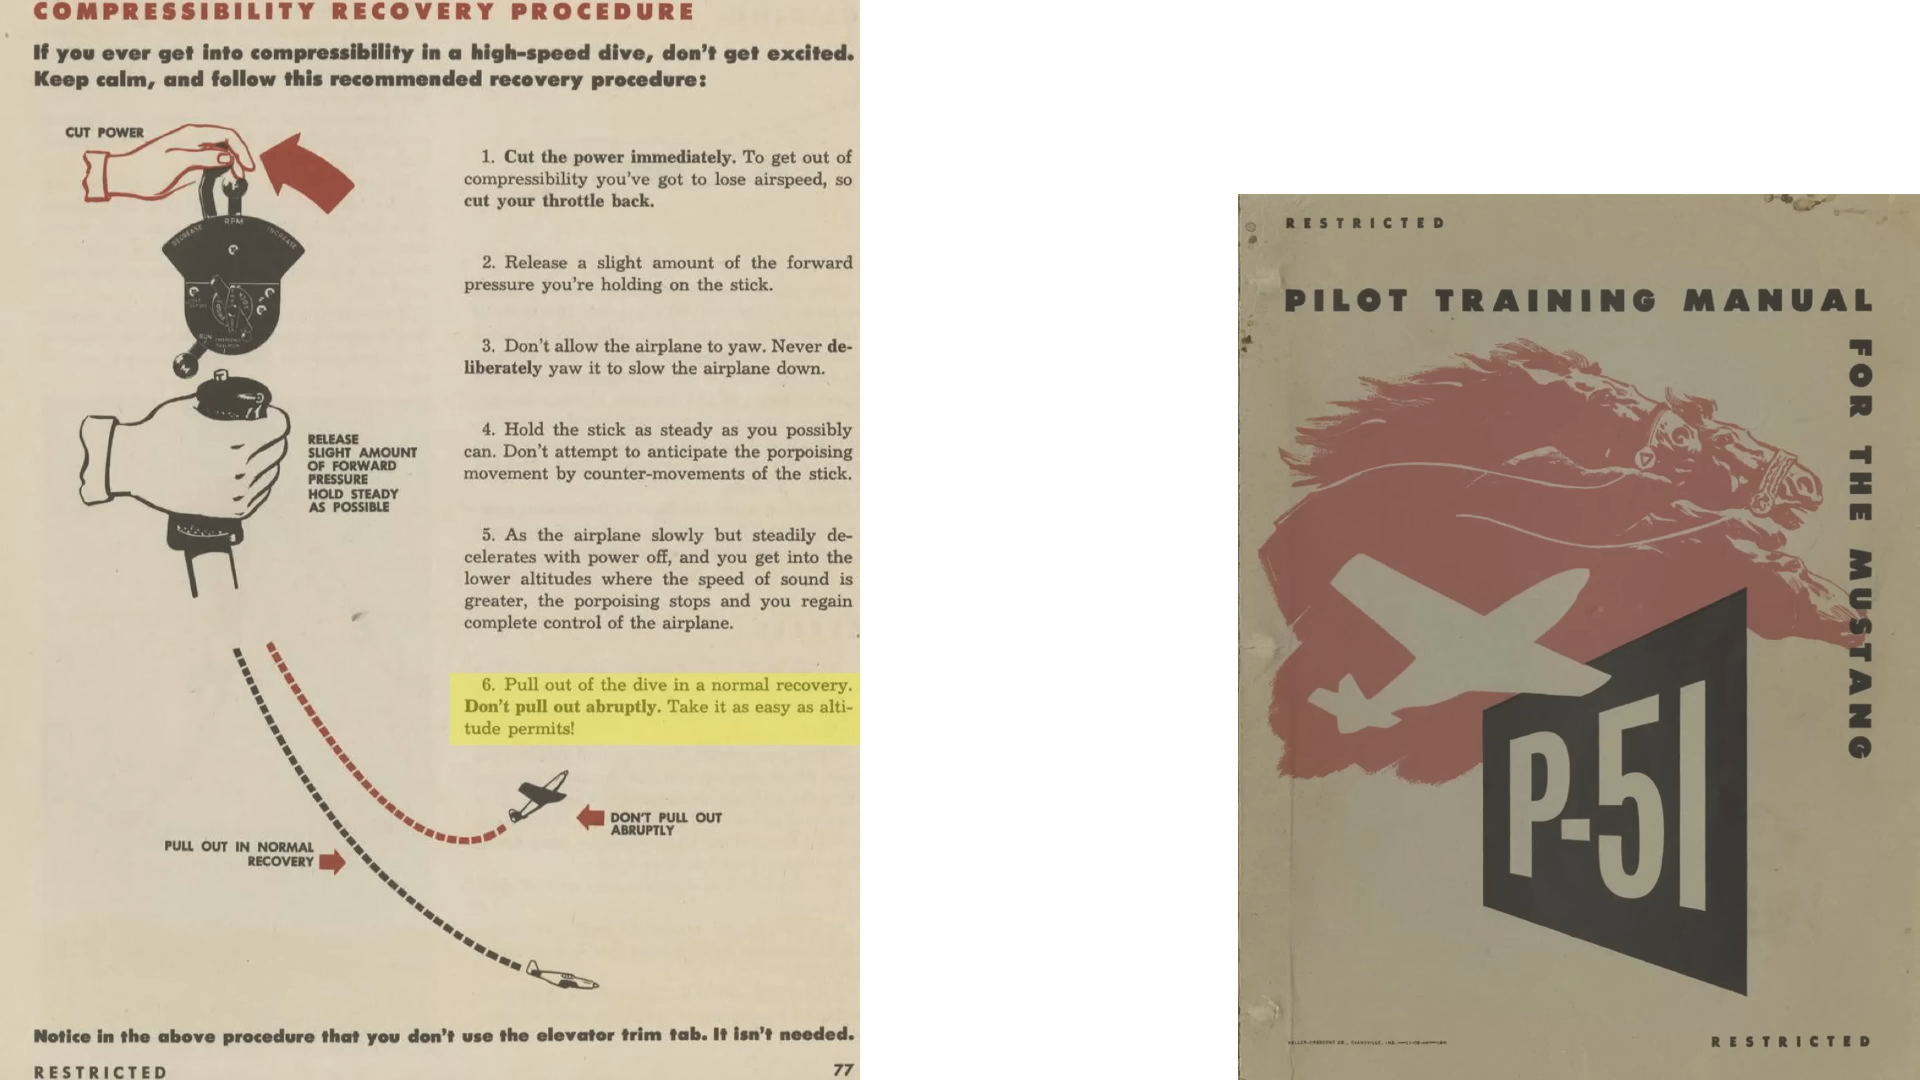 COMPRESSIBILITY RECOVERY PROCEDURE
If you ever get into compressibility in a high-speed dive, don't get excited.
Keep calm, and follow this recommended recovery procedure:
CUT POWER
RPM
DECREASE
INCREASE
RUN
RELEASE
SLIGHT AMOUNT
OF FORWARD
PRESSURE
HOLD STEADY
AS POSSIBLE
1. Cut the power immediately. To get out of
compressibility you've got to lose airspeed, so
cut your throttle back.
2. Release a slight amount of the forward
pressure you're holding on the stick.
3. Don't allow the airplane to yaw. Never de-
liberately yaw it to slow the airplane down.
4. Hold the stick as steady as you possibly
can. Don't attempt to anticipate the porpoising
movement by counter-movements of the stick.
5. As the airplane slowly but steadily de-
celerates with power off, and you get into the
lower altitudes where the speed of sound is
greater, the porpoising stops and you regain
complete control of the airplane.
6. Pull out of the dive in a normal recovery.
Don't pull out abruptly. Take it as easy as alti-
tude permits!
DON'T PULL OUT
ABRUPTLY
PULL OUT IN NORMAL
RECOVERY
Notice in the above procedure that you don't use the elevator trim tab. It isn't needed.
RESTRICTED
77
RESTRICTED
PILOT TRAINING MANUAL
FOR THE MUSTANG
P-51
RESTRICTED